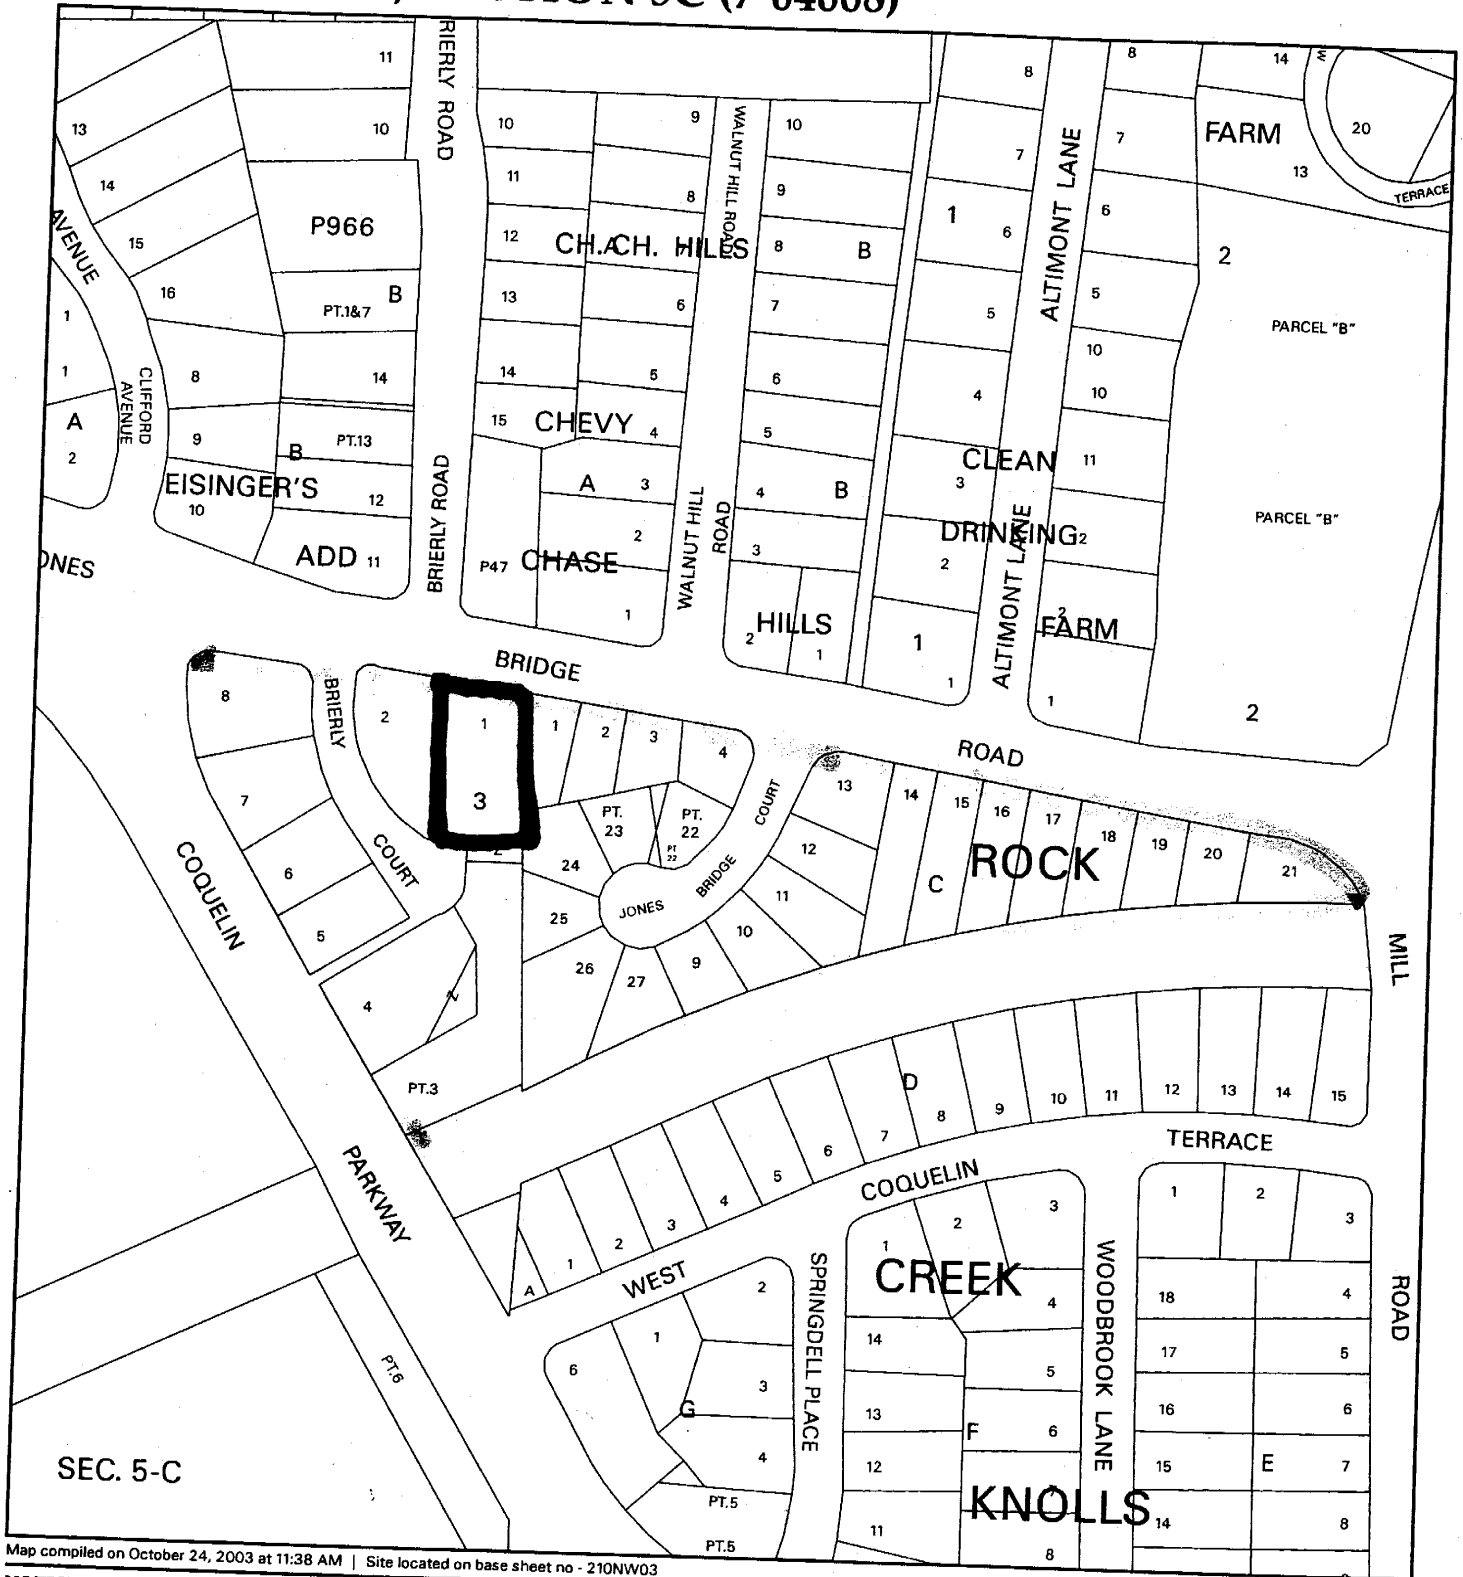 5C (7-04008)
11
RIERLY ROAD
8
8
14
W
10
10
9
10
7
7
FARM
20
13
WALNUT HILL ROAD
ALTIMONT LANE
14
11
8
9
13
TERRACE
AVENUE
15
P966
12
CH. CH. HILLS
A
7
8
B
1
6
6
2
16
B
PT.1&7
13
6
7
5
5
PARCEL "B"
1
1
CLIFFORD AVENUE
8
14
14
5
6
4
10
10
A
2
9
B
PT.13
15
CHEVY
4
5
CLEAN
11
EISINGER'S
10
12
BRIERLY ROAD
A
3
WALNUT HILL ROAD
4
B
3
PARCEL "B"
DRINKING
2
ALTIMONT LANE
ONES
ADD
11
P47
CHASE
2
3
2
1
HILLS
2
1
1
1
2
FARM
1
2
BRIDGE
8
BRIERLY
2
1
1
2
3
4
ROAD
7
3
PT.
23
PT.
22
PT
22
COURT
13
14
15
16
17
18
19
20
21
COQUELIN
6
COURT
24
BRIDGE
12
C
ROCK
5
25
JONES
11
10
MILL
4
26
27
9
PT.3
D
1
2
3
4
5
6
7
8
9
10
11
12
13
14
15
PARKWAY
TERRACE
COQUELIN
A
WEST
1
2
3
1
2
3
CREEK
SPRINGDELL PLACE
WOODBROOK LANE
ROAD
2
1
6
4
14
18
4
PT.6
3
5
17
5
G
13
F
6
16
6
SEC. 5-C
4
12
15
E
7
PT.5
7
KNOLLS
14
8
PT.5
11
8
Map compiled on October 24, 2003 at 11:38 AM | Site located on base sheet no - 210NW03